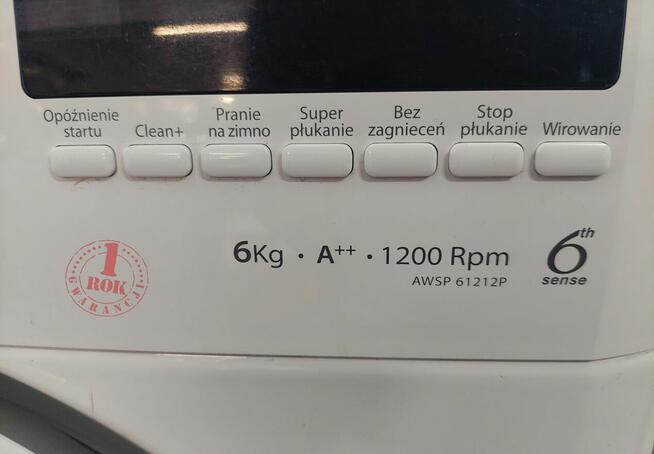 Opóźnienie
startu
Clean+
Pranie
na zimno
Super
płukanie
Bez
zagnieceń
Stop
płukanie
Wirowanie
1
ROK
GWARANCJI
6Kg · A++ · 1200 Rpm
AWSP 61212P
6th
sense